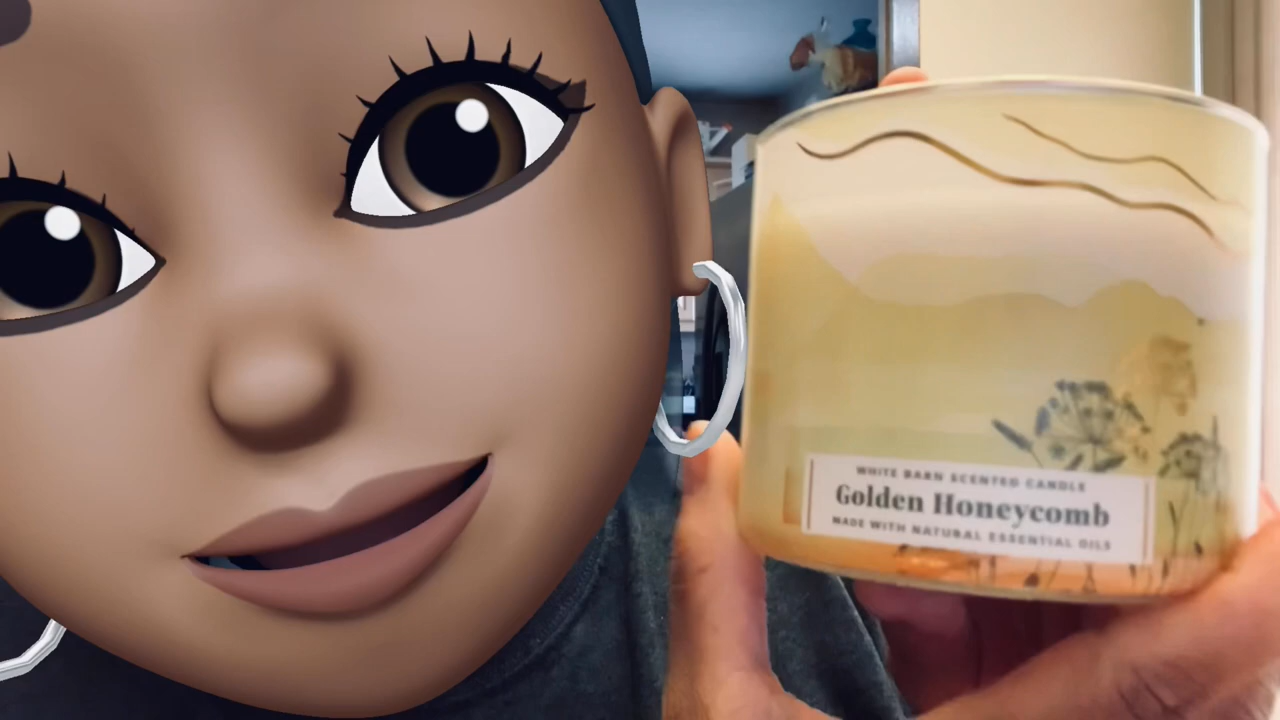 WHITE BARN SCENTED CANDLE
Golden Honeycomb
MADE WITH NATURAL ESSENTIAL OILS